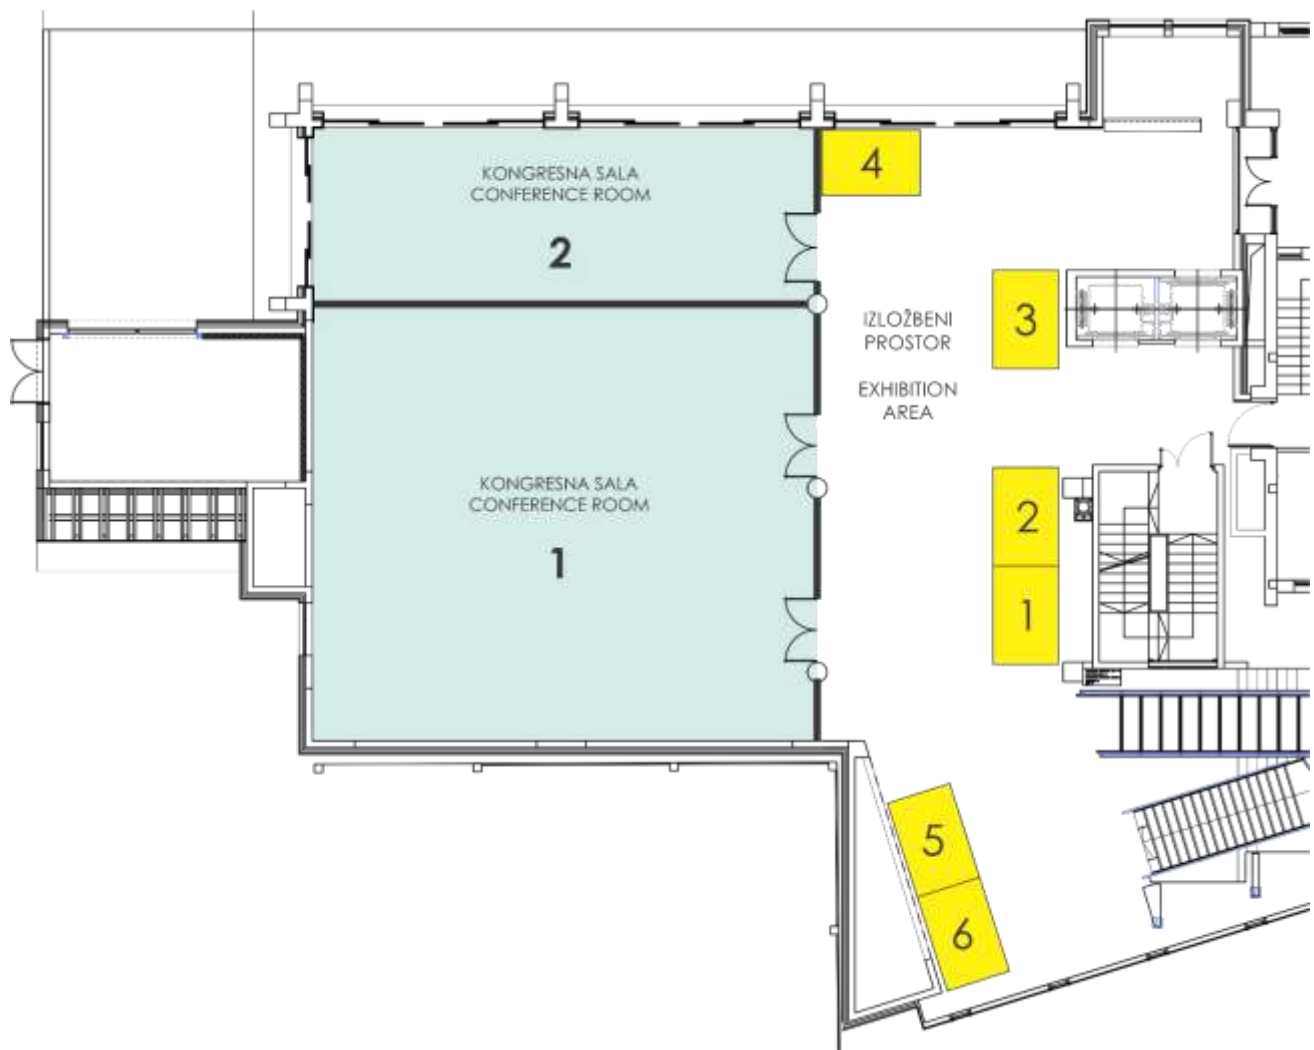 KONGRESNA SALA
CONFERENCE ROOM
2
4
IZLOŽBENI
PROSTOR
EXHIBITION
AREA
3
KONGRESNA SALA
CONFERENCE ROOM
1
2
1
5
6